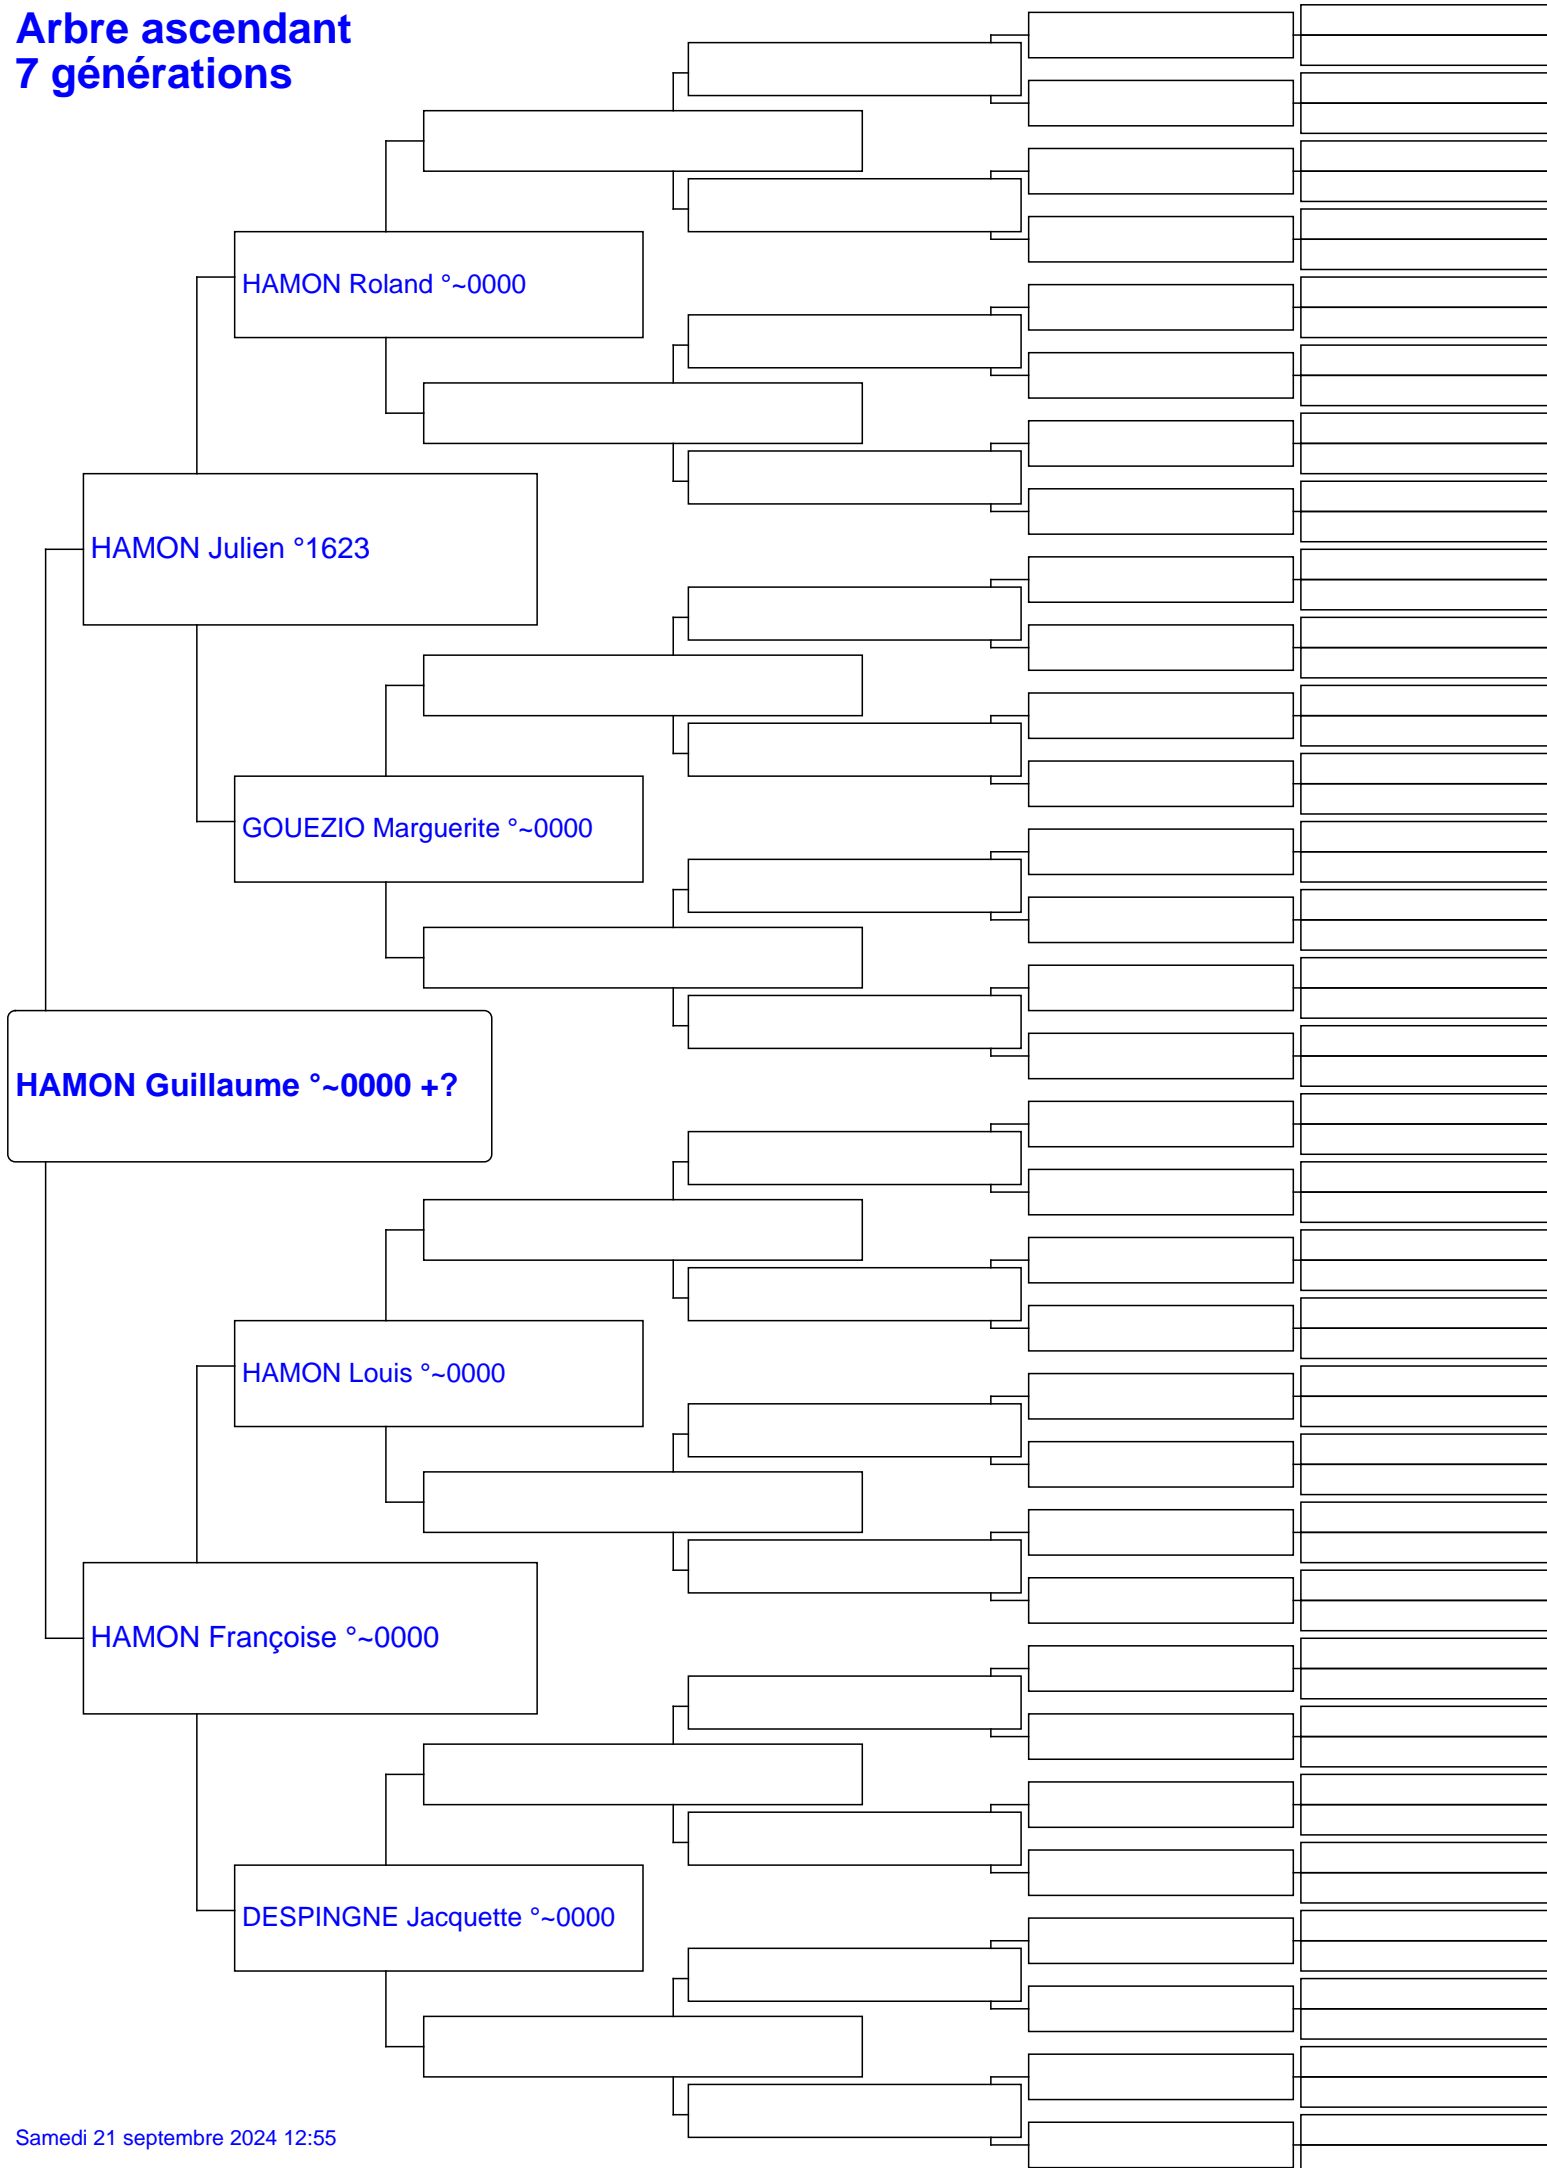 Arbre ascendant
7 générations
HAMON Roland °~0000
HAMON Julien °1623
GOUEZIO Marguerite °~0000
HAMON Guillaume °~0000 +?
HAMON Louis °~0000
HAMON Françoise °~0000
DESPINGNE Jacquette °~0000
Samedi 21 septembre 2024 12:55